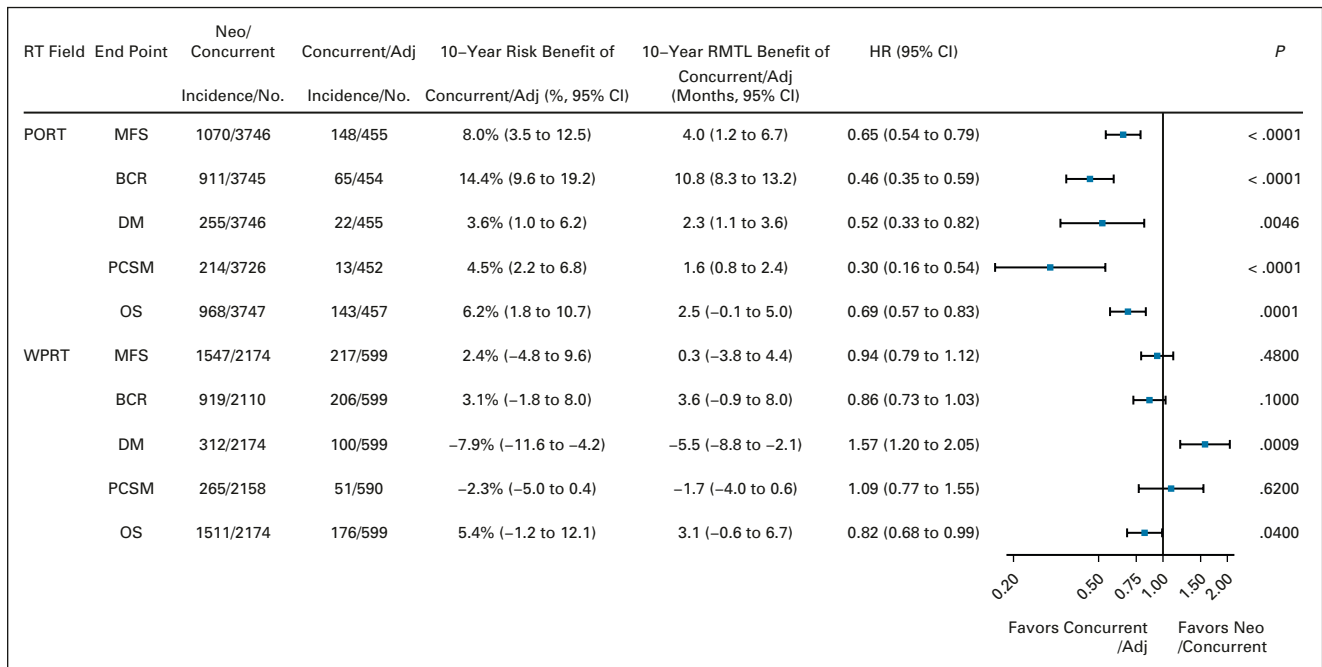 RT Field End Point Neo/ Concurrent Concurrent/Adj 10–Year Risk Benefit of 10–Year RMTL Benefit of HR (95% CI) P
Incidence/No. Incidence/No. Concurrent/Adj (%, 95% CI) Concurrent/Adj (Months, 95% CI)
PORT MFS 1070/3746 148/455 8.0% (3.5 to 12.5) 4.0 (1.2 to 6.7) 0.65 (0.54 to 0.79) < .0001
BCR 911/3745 65/454 14.4% (9.6 to 19.2) 10.8 (8.3 to 13.2) 0.46 (0.35 to 0.59) < .0001
DM 255/3746 22/455 3.6% (1.0 to 6.2) 2.3 (1.1 to 3.6) 0.52 (0.33 to 0.82) .0046
PCSM 214/3726 13/452 4.5% (2.2 to 6.8) 1.6 (0.8 to 2.4) 0.30 (0.16 to 0.54) < .0001
OS 968/3747 143/457 6.2% (1.8 to 10.7) 2.5 (−0.1 to 5.0) 0.69 (0.57 to 0.83) .0001
WPRT MFS 1547/2174 217/599 2.4% (−4.8 to 9.6) 0.3 (−3.8 to 4.4) 0.94 (0.79 to 1.12) .4800
BCR 919/2110 206/599 3.1% (−1.8 to 8.0) 3.6 (−0.9 to 8.0) 0.86 (0.73 to 1.03) .1000
DM 312/2174 100/599 −7.9% (−11.6 to −4.2) −5.5 (−8.8 to −2.1) 1.57 (1.20 to 2.05) .0009
PCSM 265/2158 51/590 −2.3% (−5.0 to 0.4) −1.7 (−4.0 to 0.6) 1.09 (0.77 to 1.55) .6200
OS 1511/2174 176/599 5.4% (−1.2 to 12.1) 3.1 (−0.6 to 6.7) 0.82 (0.68 to 0.99) .0400
0.20 0.50 0.75 1.00 1.50 2.00
Favors Concurrent Favors Neo
/Adj /Concurrent